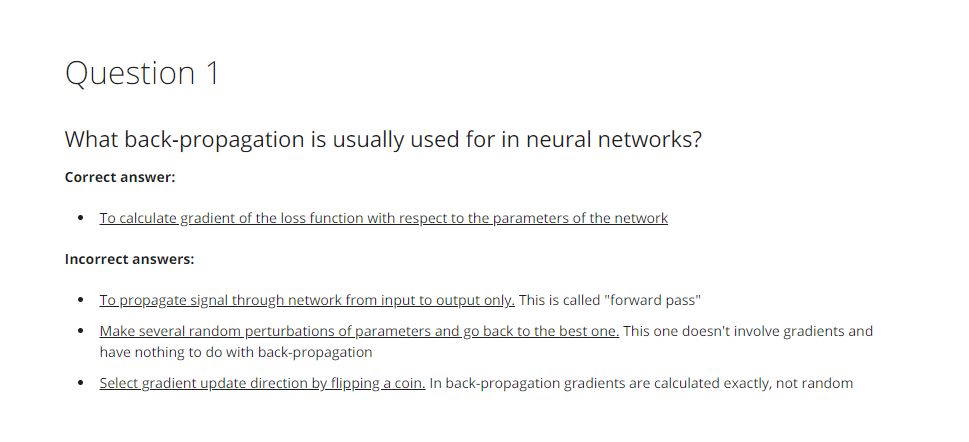 Question 1
What back-propagation is usually used for in neural networks?
Correct answer:
• To calculate gradient of the loss function with respect to the parameters of the network
Incorrect answers:
• To propagate signal through network from input to output only. This is called "forward pass"
• Make several random perturbations of parameters and go back to the best one. This one doesn't involve gradients and
have nothing to do with back-propagation
• Select gradient update direction by flipping a coin. In back-propagation gradients are calculated exactly, not random